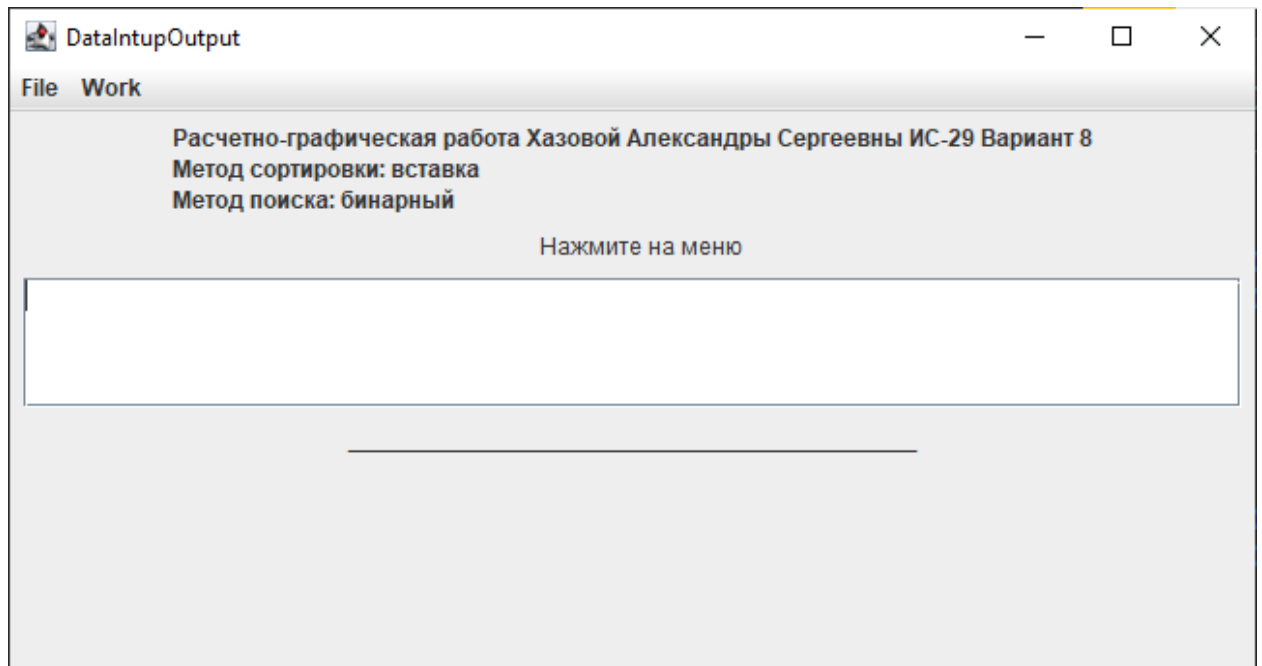 DataIntupOutput
File Work
Расчетно-графическая работа Хазовой Александры Сергеевны ИС-29 Вариант 8
Метод сортировки: вставка
Метод поиска: бинарный
Нажмите на меню